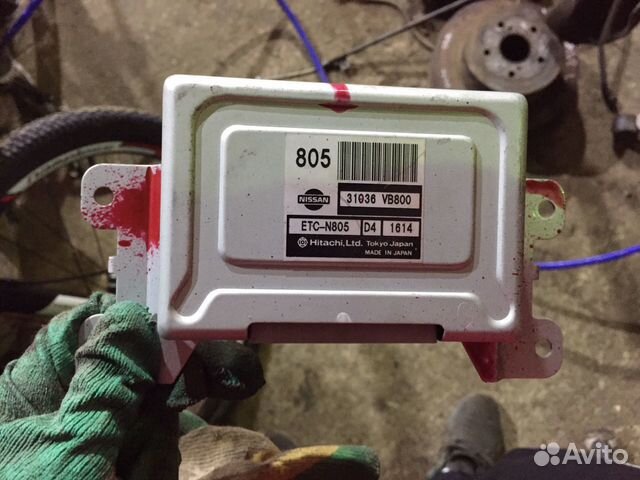 805
NISSAN
31036 VB800
ETC-N805 D4 1614
Hitachi,Ltd. Tokyo Japan
MADE IN JAPAN
Avito